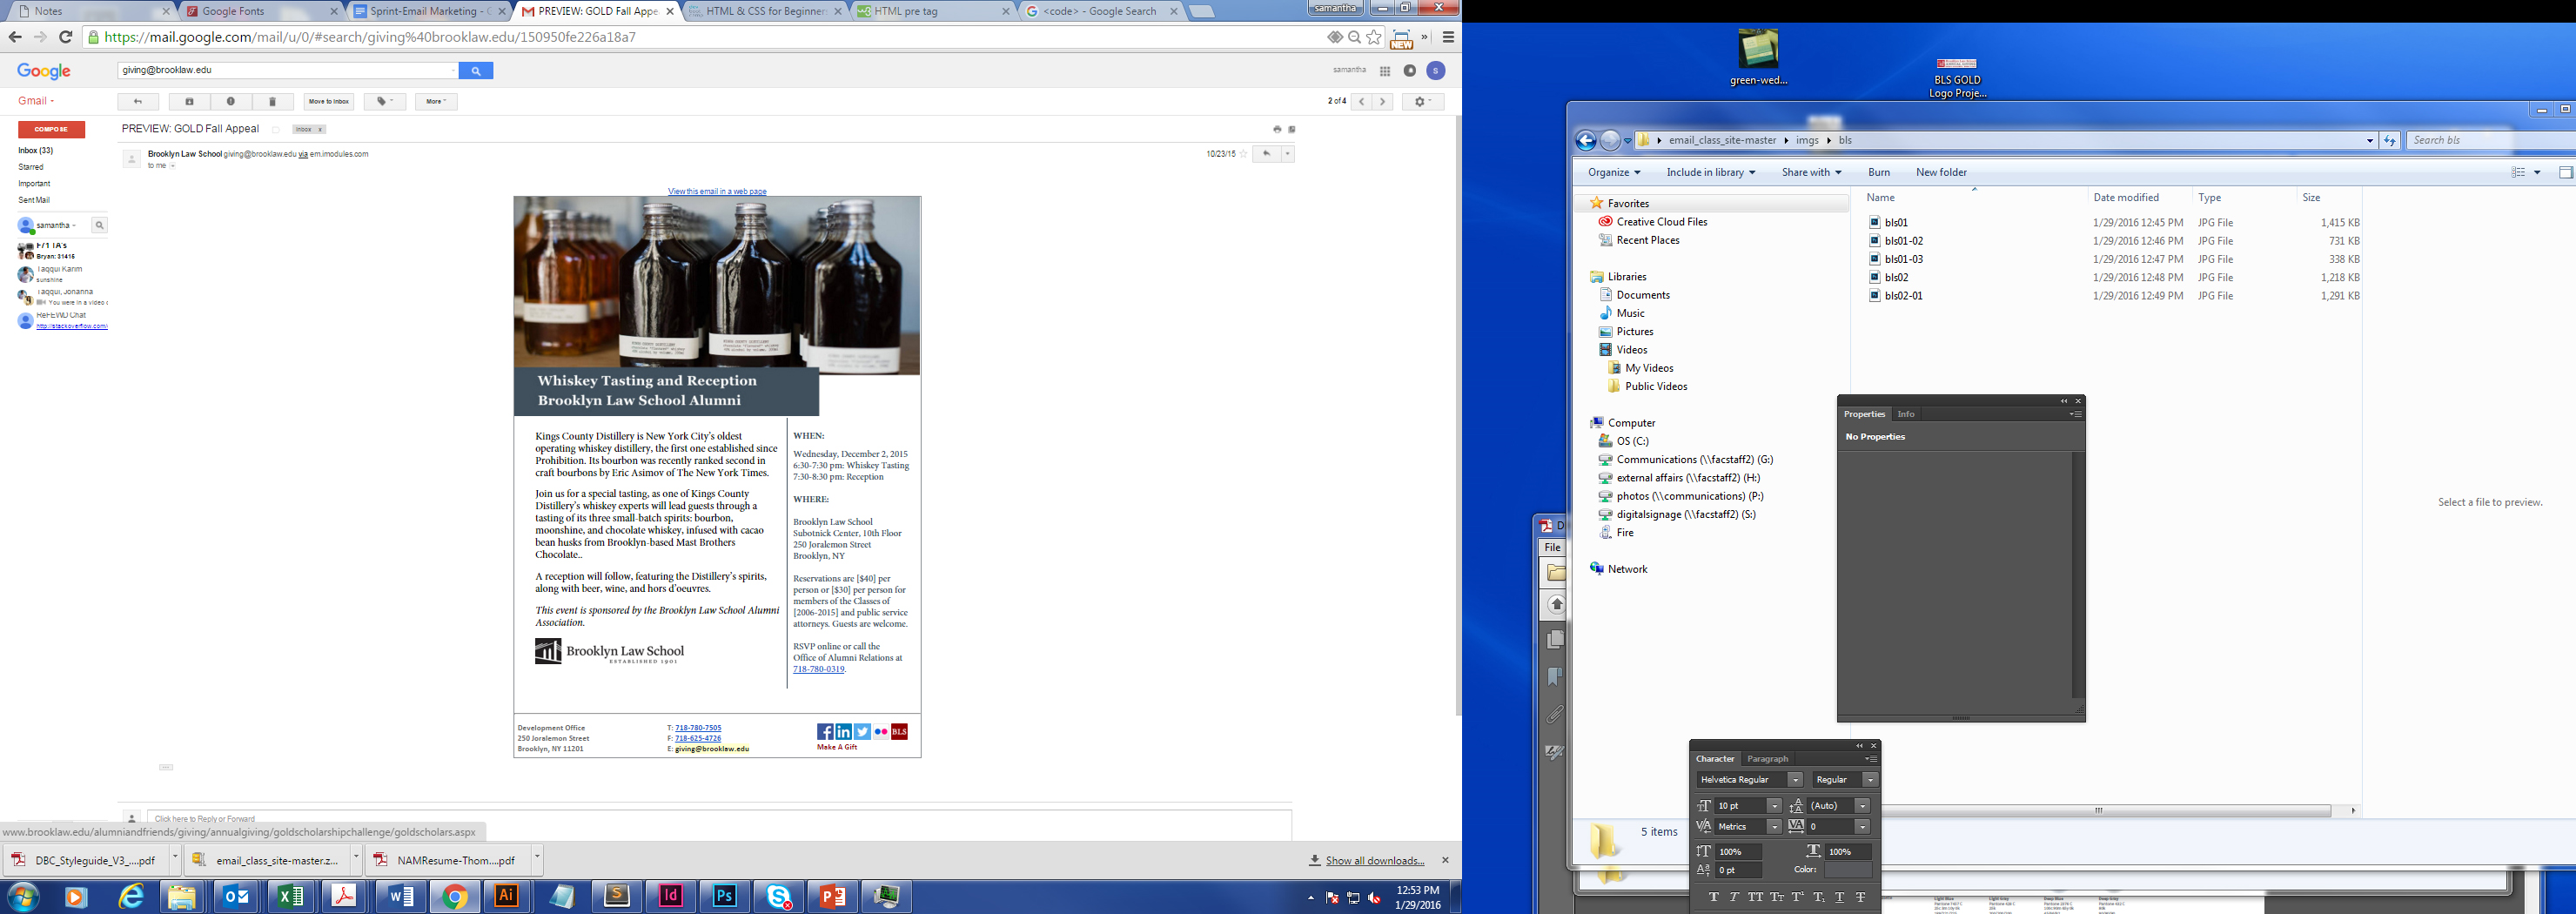 Notes
Google Fonts
Sprint-Email Marketing - G
PREVIEW: GOLD Fall Appe
HTML & CSS for Beginners
HTML pre tag
<code> - Google Search
samantha
https://mail.google.com/mail/u/0/#search/giving%40brooklaw.edu/150950fe226a18a7
NEW
Google
giving@brooklaw.edu
samantha
S
Gmail
Move to Inbox
More
2 of 4
COMPOSE
PREVIEW: GOLD Fall Appeal
Inbox x
Inbox (33)
Starred
Important
Sent Mail
Brooklyn Law School giving@brooklaw.edu via em.imodules.com
to me
10/23/15
samantha
F71 TA's
Bryan: 31415
Taqqui Karim
sunshine
Taqqui, Johanna
You were in a video c
ReFEWD Chat
http://stackoverflow.com/
View this email in a web page
Whiskey Tasting and Reception
Brooklyn Law School Alumni
Kings County Distillery is New York City's oldest
operating whiskey distillery, the first one established since
Prohibition. Its bourbon was recently ranked second in
craft bourbons by Eric Asimov of The New York Times.
Join us for a special tasting, as one of Kings County
Distillery's whiskey experts will lead guests through a
tasting of its three small-batch spirits: bourbon,
moonshine, and chocolate whiskey, infused with cacao
bean husks from Brooklyn-based Mast Brothers
Chocolate..
A reception will follow, featuring the Distillery's spirits,
along with beer, wine, and hors d'oeuvres.
This event is sponsored by the Brooklyn Law School Alumni
Association.
Brooklyn Law School
ESTABLISHED 1901
WHEN:
Wednesday, December 2, 2015
6:30-7:30 pm: Whiskey Tasting
7:30-8:30 pm: Reception
WHERE:
Brooklyn Law School
Subotnick Center, 10th Floor
250 Joralemon Street
Brooklyn, NY
Reservations are [$40] per
person or [$30] per person for
members of the Classes of
[2006-2015] and public service
attorneys. Guests are welcome.
RSVP online or call the
Office of Alumni Relations at
718-780-0319.
Development Office
250 Joralemon Street
Brooklyn, NY 11201
T: 718-780-7505
F: 718-625-4726
E: giving@brooklaw.edu
BLS
Make A Gift
Click here to Reply or Forward
www.brooklaw.edu/alumniandfriends/giving/annualgiving/goldscholarshipchallenge/goldscholars.aspx
DBC_Styleguide_V3_....pdf
email_class_site-master.z...
NAMResume-Thom....pdf
Show all downloads...
12:53 PM
1/29/2016
green-wed...
BLS GOLD
Logo Proje...
email_class_site-master
imgs
bls
Search bls
Organize
Include in library
Share with
Burn
New folder
Favorites
Creative Cloud Files
Recent Places
Libraries
Documents
Music
Pictures
Videos
My Videos
Public Videos
Computer
OS (C:)
Communications (\\facstaff2) (G:)
external affairs (\\facstaff2) (H:)
photos (\\communications) (P:)
digitalsignage (\\facstaff2) (S:)
Fire
Network
Name
Date modified
Type
Size
bls01 1/29/2016 12:45 PM JPG File 1,415 KB
bls01-02 1/29/2016 12:46 PM JPG File 731 KB
bls01-03 1/29/2016 12:47 PM JPG File 338 KB
bls02 1/29/2016 12:48 PM JPG File 1,218 KB
bls02-01 1/29/2016 12:49 PM JPG File 1,291 KB
Select a file to preview.
5 items
File
Properties
Info
No Properties
Character
Paragraph
Helvetica Regular
Regular
10 pt
(Auto)
Metrics
0
100%
100%
0 pt
Color: